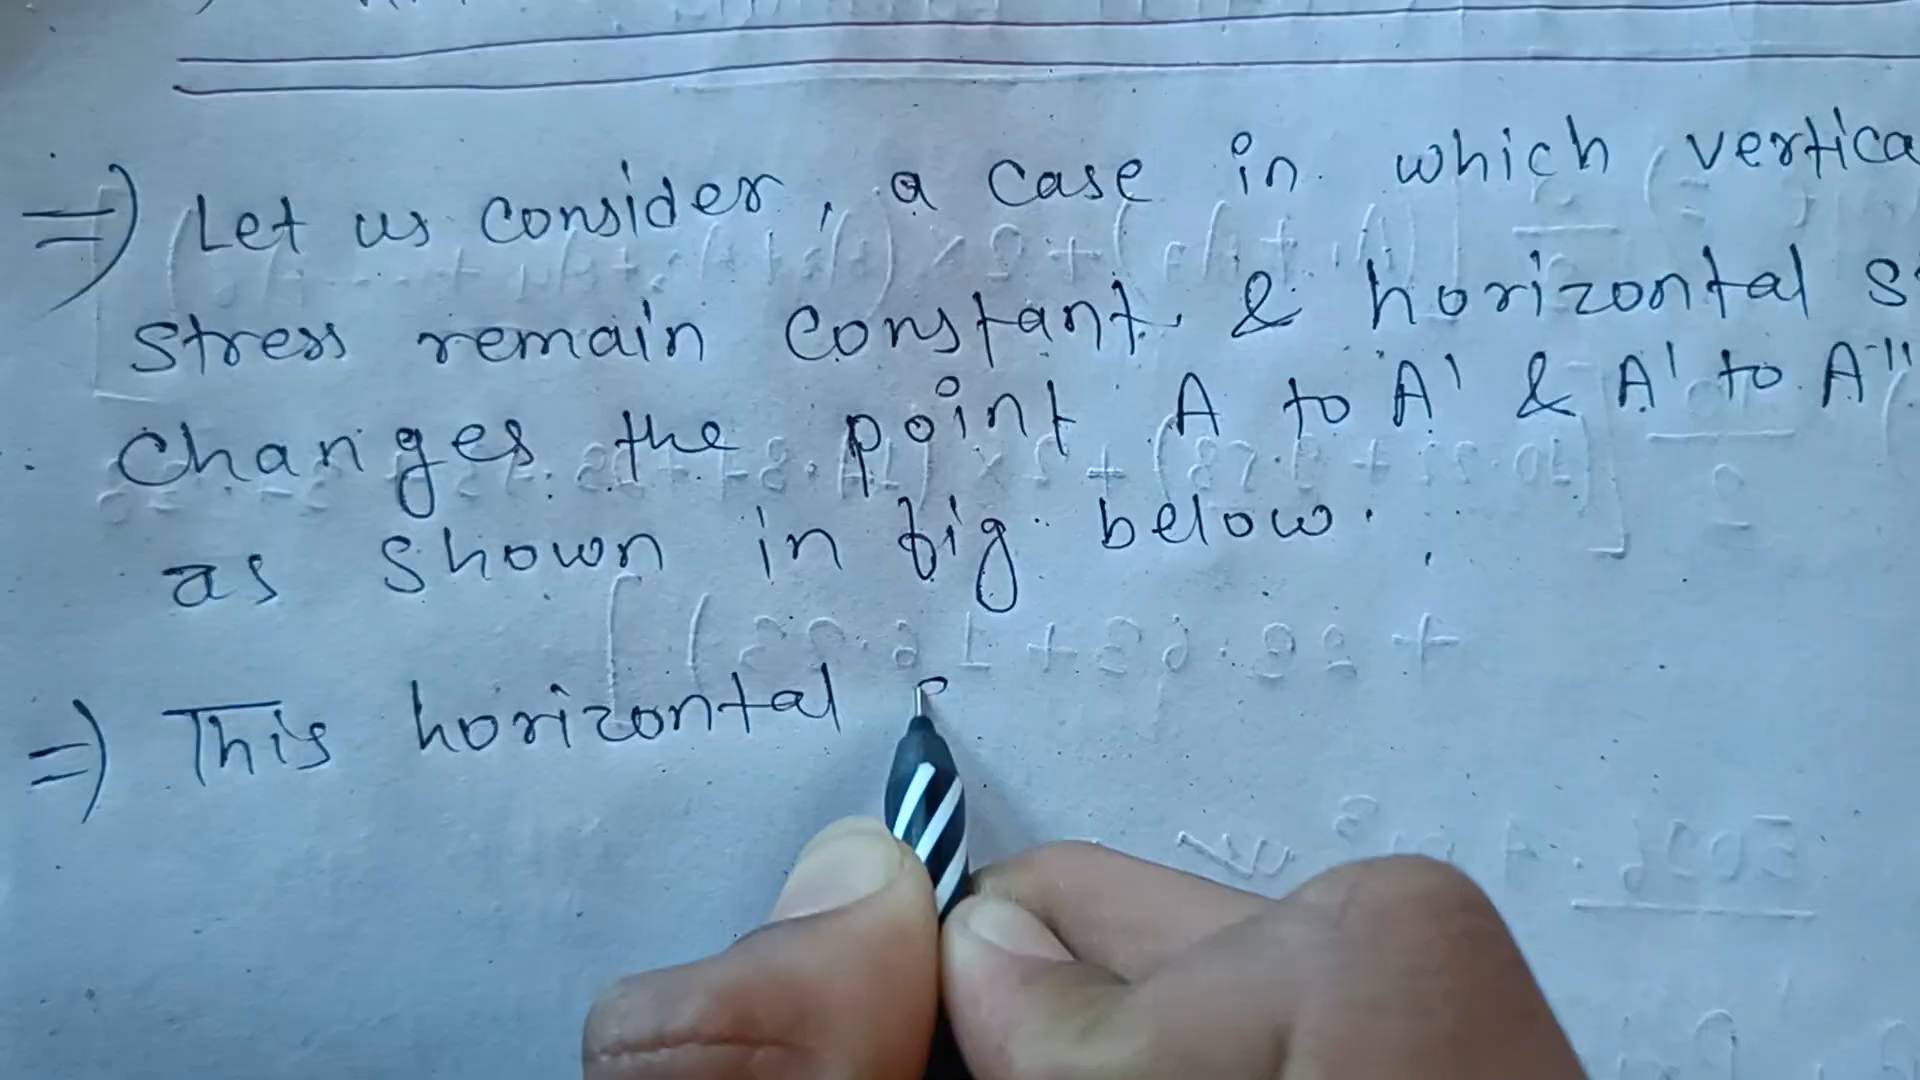 =) Let us consider, a case in which vertica
stress remain constant & horizontal s
changes the point A to A' & A' to A''
as shown in fig. below.
=) This horizontal